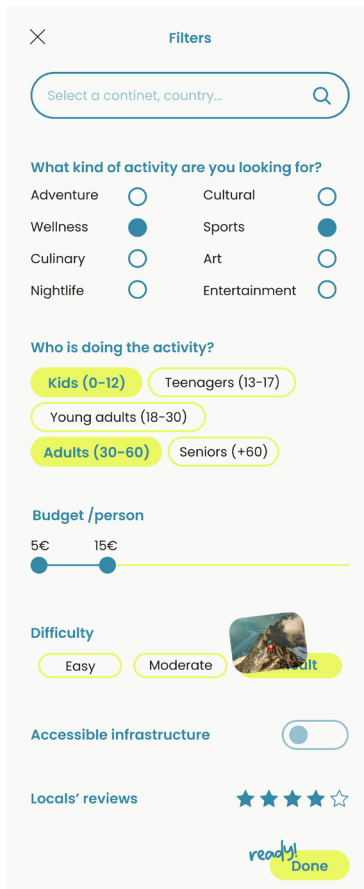 Filters
Select a continet, country...
What kind of activity are you looking for?
Adventure Cultural
Wellness Sports
Culinary Art
Nightlife Entertainment
Who is doing the activity?
Kids (0-12) Teenagers (13-17)
Young adults (18-30)
Adults (30-60) Seniors (+60)
Budget /person
5€ 15€
Difficulty
Easy Moderate
Accessible infrastructure
Locals’ reviews
ready!
Done